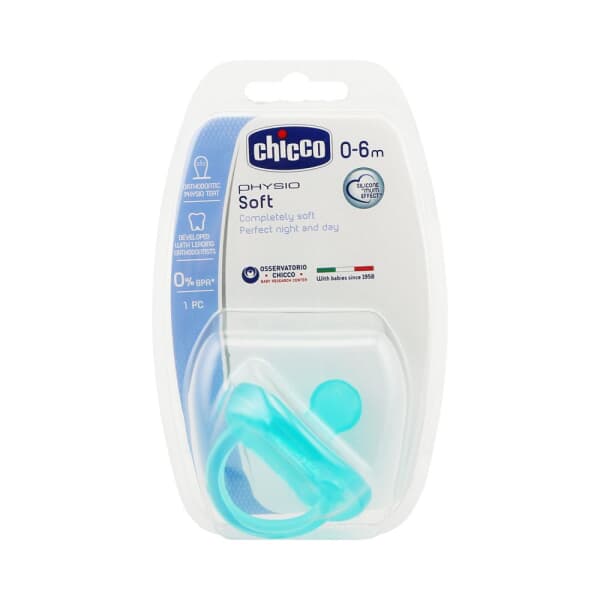 chicco
0-6m
PHYSIO
Soft
Completely soft
Perfect night and day
SILICONE
"MUM
EFFECT"
ORTHODONTIC
PHYSIO TEAT
DEVELOPED
WITH LEADING
ORTHODONTISTS
0% BPA*
1 PC
OSSERVATORIO
• CHICCO •
BABY RESEARCH CENTER
With babies since 1958